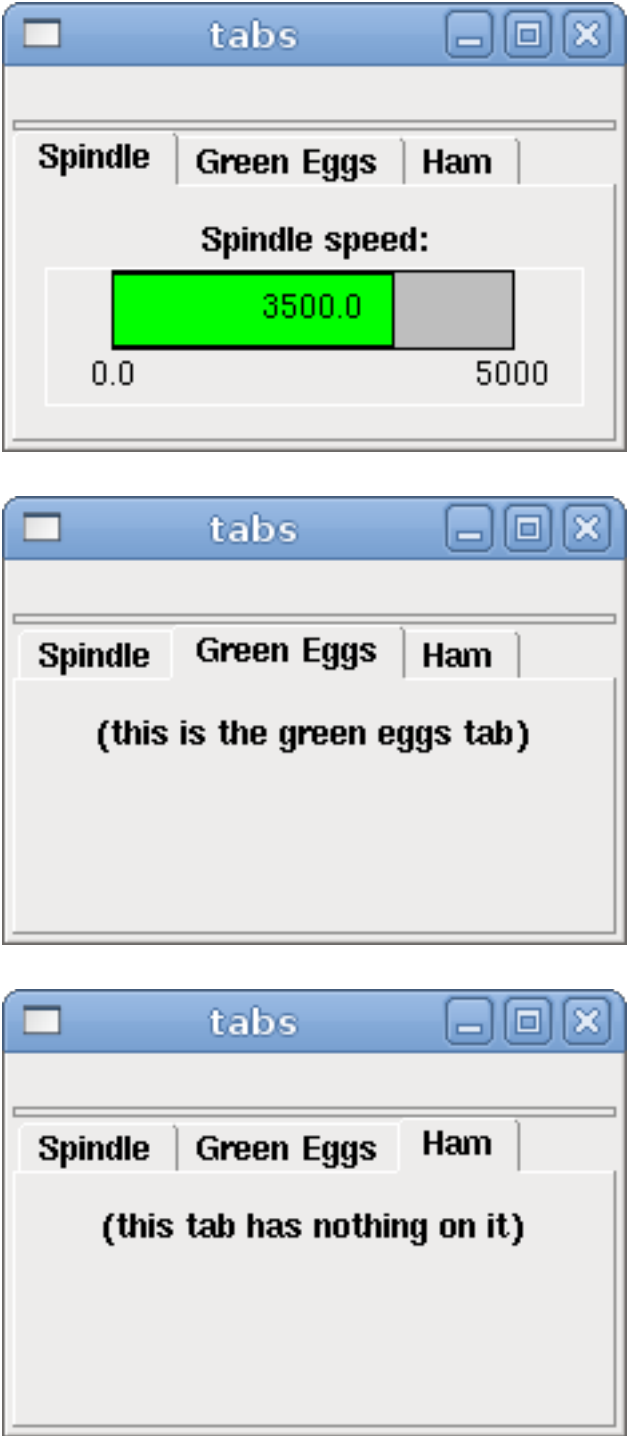 tabs
Spindle Green Eggs Ham
Spindle speed:
3500.0
0.0 5000
tabs
Spindle Green Eggs Ham
(this is the green eggs tab)
tabs
Spindle Green Eggs Ham
(this tab has nothing on it)